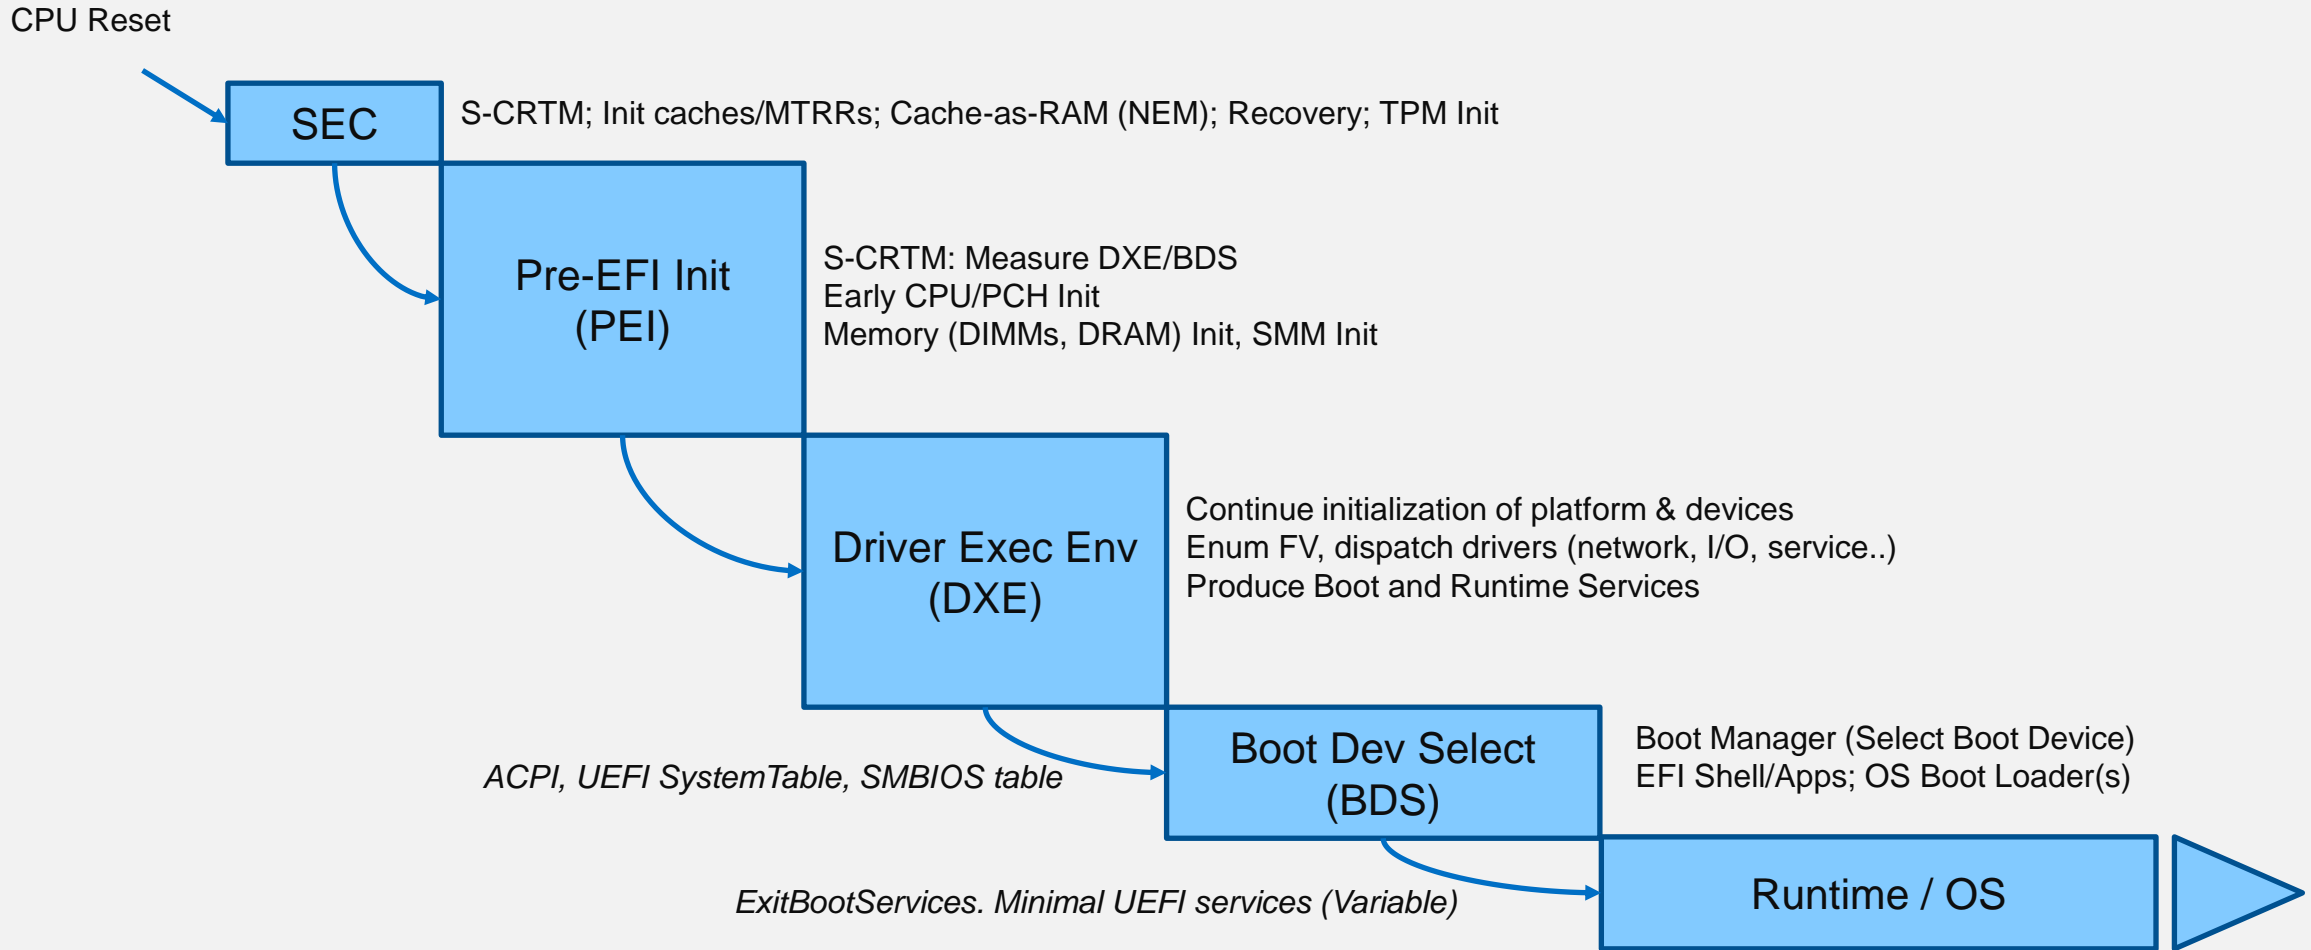 CPU Reset
SEC
S-CRTM; Init caches/MTRRs; Cache-as-RAM (NEM); Recovery; TPM Init
Pre-EFI Init
(PEI)
S-CRTM: Measure DXE/BDS
Early CPU/PCH Init
Memory (DIMMs, DRAM) Init, SMM Init
Driver Exec Env
(DXE)
Continue initialization of platform & devices
Enum FV, dispatch drivers (network, I/O, service..)
Produce Boot and Runtime Services
ACPI, UEFI SystemTable, SMBIOS table
Boot Dev Select
(BDS)
Boot Manager (Select Boot Device)
EFI Shell/Apps; OS Boot Loader(s)
ExitBootServices. Minimal UEFI services (Variable)
Runtime / OS